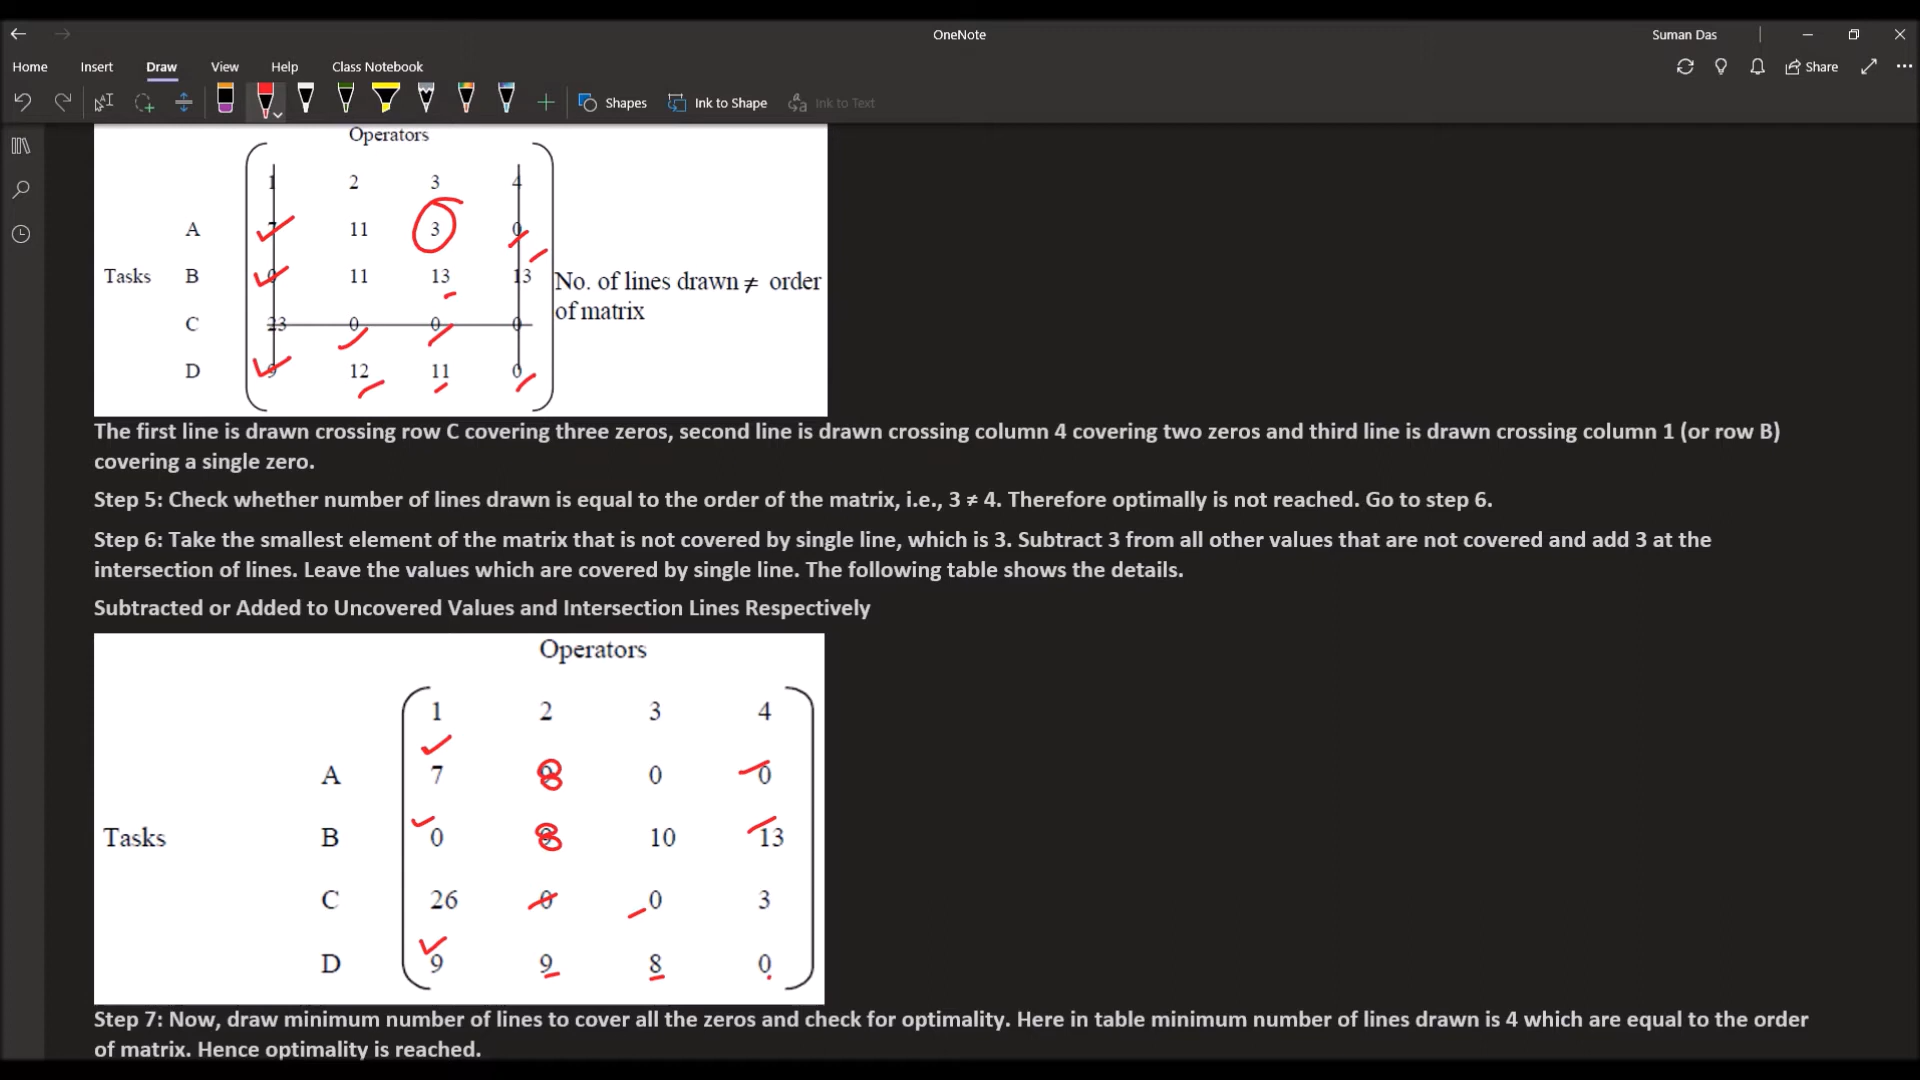 OneNote
Suman Das
Home Insert Draw View Help Class Notebook
Share
Shapes Ink to Shape Ink to Text
Operators
1 2 3 4
A 7 11 3 0
Tasks B 0 11 13 13
No. of lines drawn ≠ order
of matrix
C 23 0 0 0
D 9 12 11 0
The first line is drawn crossing row C covering three zeros, second line is drawn crossing column 4 covering two zeros and third line is drawn crossing column 1 (or row B)
covering a single zero.
Step 5: Check whether number of lines drawn is equal to the order of the matrix, i.e., 3 ≠ 4. Therefore optimally is not reached. Go to step 6.
Step 6: Take the smallest element of the matrix that is not covered by single line, which is 3. Subtract 3 from all other values that are not covered and add 3 at the
intersection of lines. Leave the values which are covered by single line. The following table shows the details.
Subtracted or Added to Uncovered Values and Intersection Lines Respectively
Operators
1 2 3 4
A 7 8 0 0
Tasks B 0 8 10 13
C 26 0 0 3
D 9 9 8 0
Step 7: Now, draw minimum number of lines to cover all the zeros and check for optimality. Here in table minimum number of lines drawn is 4 which are equal to the order
of matrix. Hence optimality is reached.